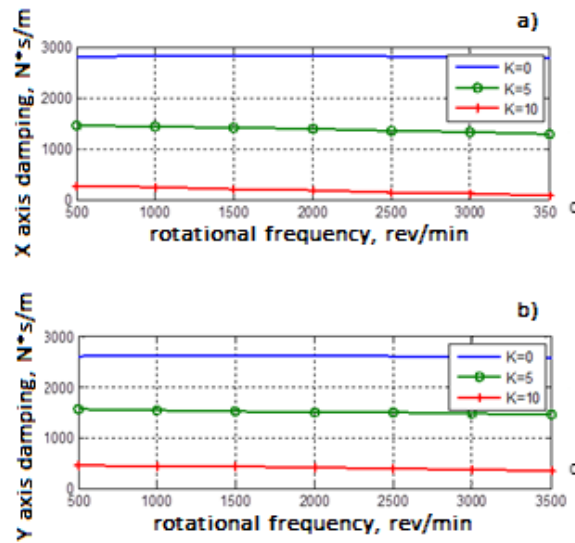 a)
X axis damping, N*s/m
3000
2000
1000
0
K=0
K=5
K=10
500 1000 1500 2000 2500 3000 350
rotational frequency, rev/min
b)
Y axis damping, N*s/m
3000
2000
1000
0
K=0
K=5
K=10
500 1000 1500 2000 2500 3000 3500
rotational frequency, rev/min